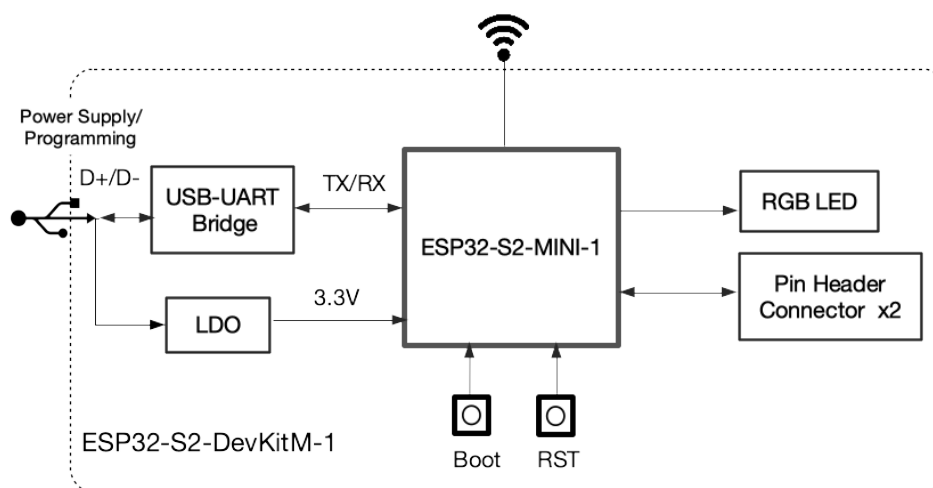 Power Supply/
Programming
D+/D-
USB-UART
Bridge
TX/RX
ESP32-S2-MINI-1
RGB LED
Pin Header
Connector x2
LDO
3.3V
Boot
RST
ESP32-S2-DevKitM-1